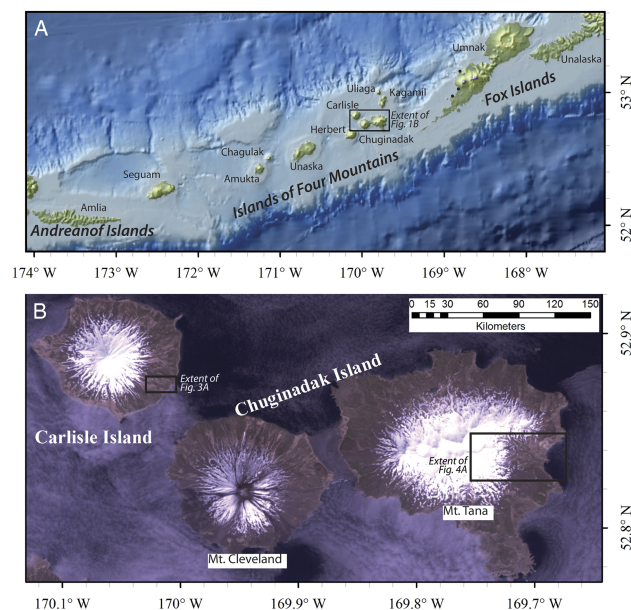 A
Umnak
Unalaska
53° N
Uliaga
Kagamil
Carlisle
Fox Islands
Extent of
Fig. 1B
Herbert
Chuginadak
Chagulak
Unaska
Islands of Four Mountains
Seguam
Amukta
Amlia
Andreanof Islands
52° N
174° W
173° W
172° W
171° W
170° W
169° W
168° W
B
0 15 30 60 90 120 150
Kilometers
52.9° N
Extent of
Fig. 3A
Chuginadak Island
Carlisle Island
Extent of
Fig. 4A
Mt. Tana
52.8° N
Mt. Cleveland
170.1° W
170° W
169.9° W
169.8° W
169.7° W